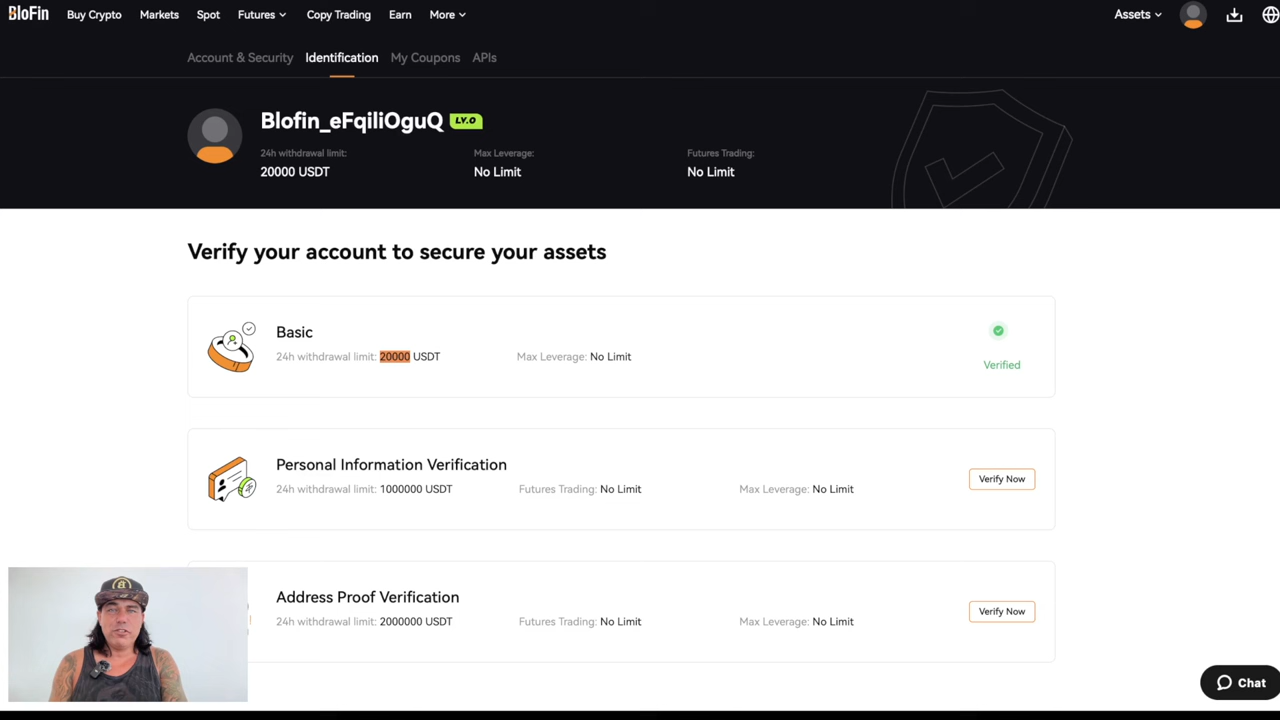 BloFin Buy Crypto Markets Spot Futures Copy Trading Earn More Assets
Account & Security Identification My Coupons APIs
Blofin_eFqiliOguQ LV.0
24h withdrawal limit: Max Leverage: Futures Trading:
20000 USDT No Limit No Limit
Verify your account to secure your assets
Basic
24h withdrawal limit: 20000 USDT Max Leverage: No Limit
Verified
Personal Information Verification
24h withdrawal limit: 1000000 USDT Futures Trading: No Limit Max Leverage: No Limit
Verify Now
Address Proof Verification
24h withdrawal limit: 2000000 USDT Futures Trading: No Limit Max Leverage: No Limit
Verify Now
Chat